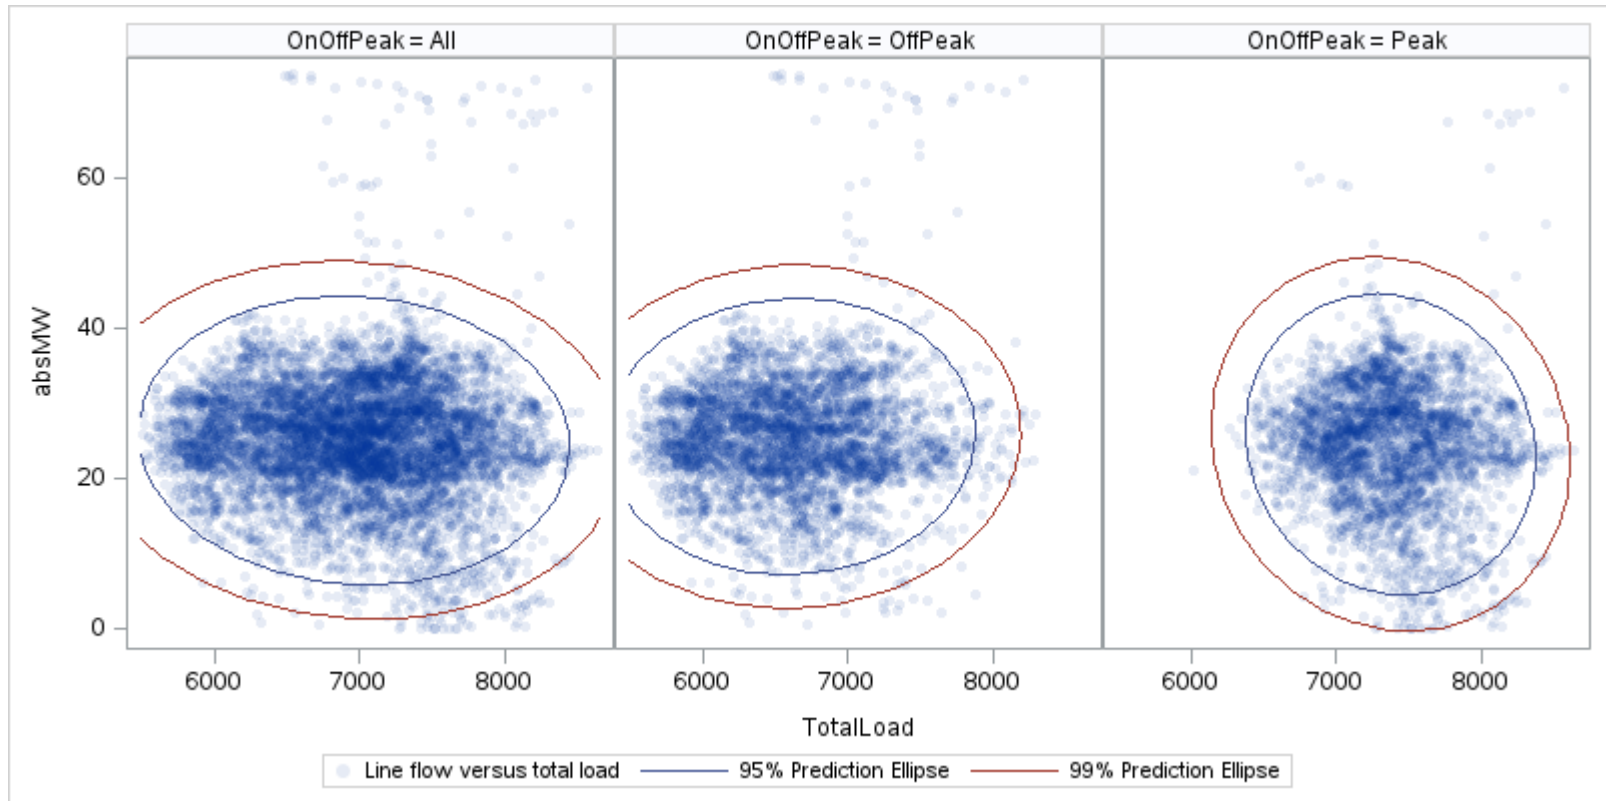 OnOffPeak = All OnOffPeak = OffPeak OnOffPeak = Peak
60
40
20
0
absMW
6000 7000 8000 6000 7000 8000 6000 7000 8000
TotalLoad
Line flow versus total load 95% Prediction Ellipse 99% Prediction Ellipse